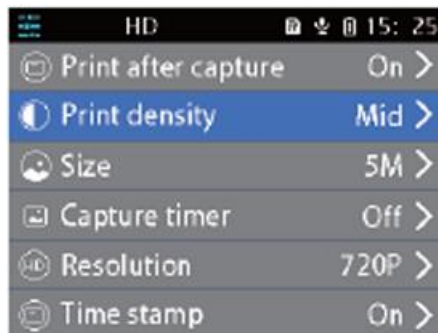 HD 15: 25
Print after capture On >
Print density Mid >
Size 5M >
Capture timer Off >
HD Resolution 720P >
Time stamp On >